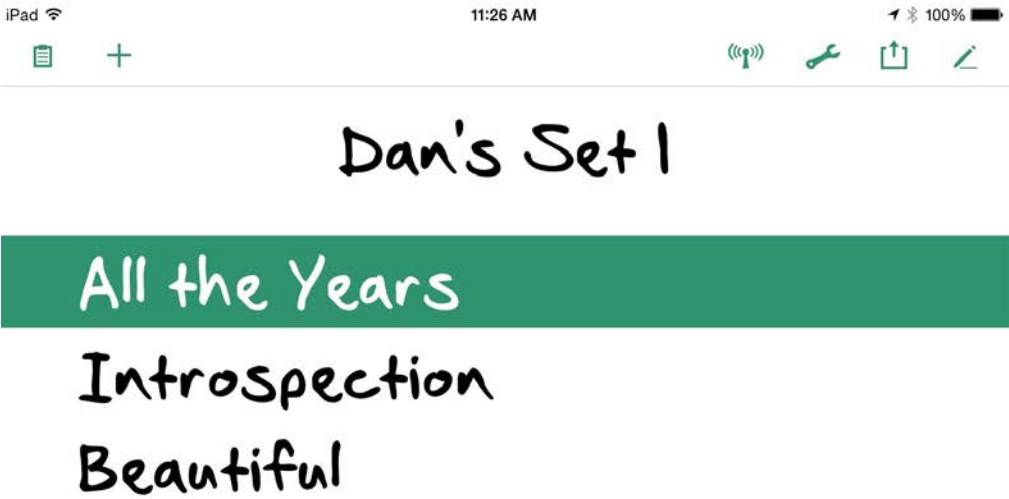 iPad 11:26 AM 100%
Dan's Set 1
All the Years
Introspection
Beautiful